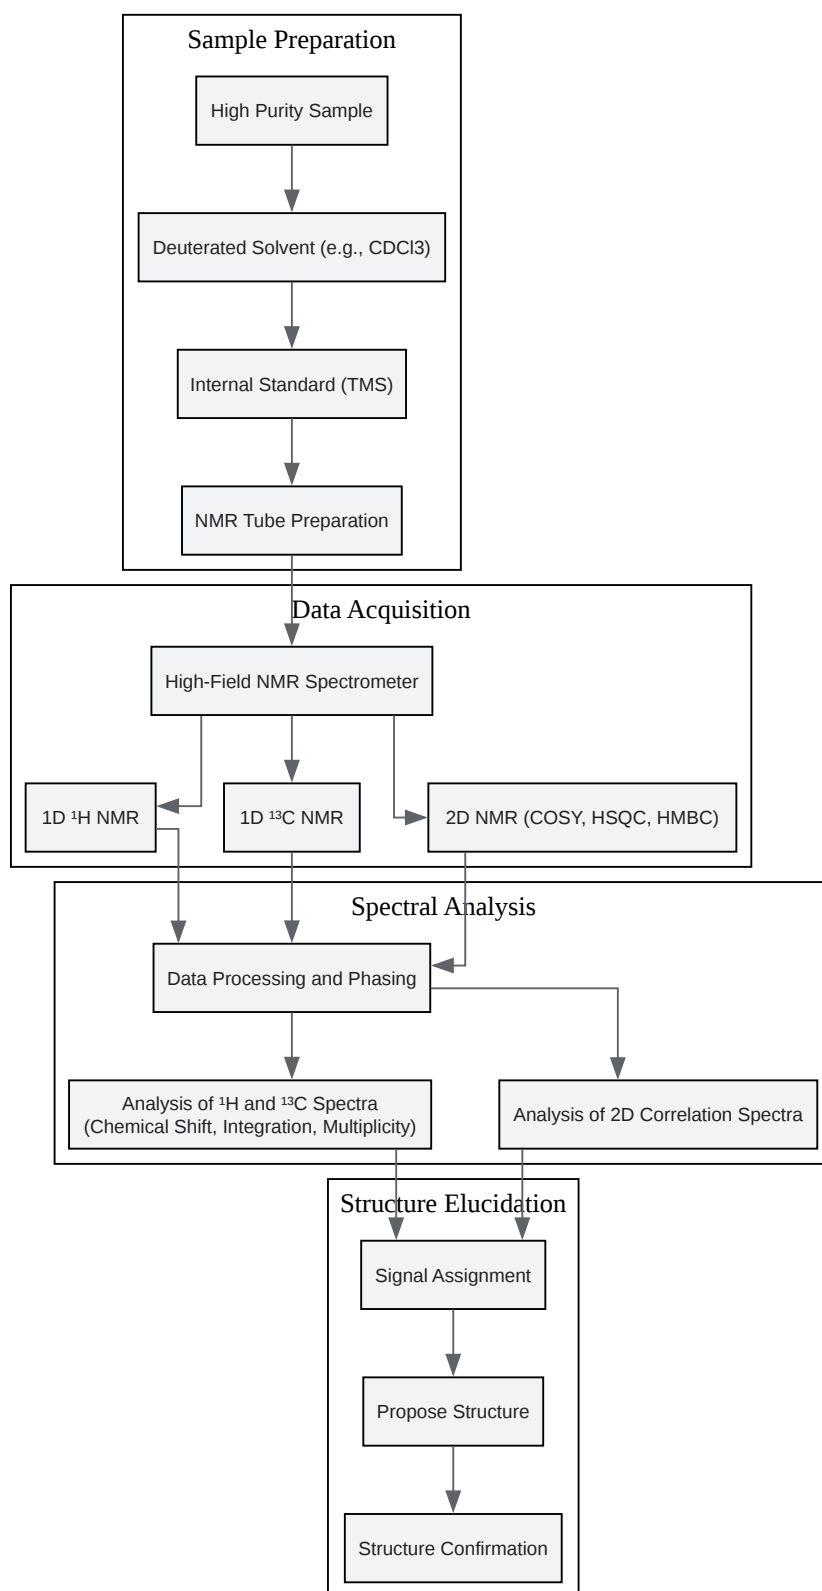 Sample Preparation
High Purity Sample
Deuterated Solvent (e.g., CDCl3)
Internal Standard (TMS)
NMR Tube Preparation
Data Acquisition
High-Field NMR Spectrometer
1D ¹H NMR
1D ¹³C NMR
2D NMR (COSY, HSQC, HMBC)
Spectral Analysis
Data Processing and Phasing
Analysis of ¹H and ¹³C Spectra
(Chemical Shift, Integration, Multiplicity)
Analysis of 2D Correlation Spectra
Structure Elucidation
Signal Assignment
Propose Structure
Structure Confirmation